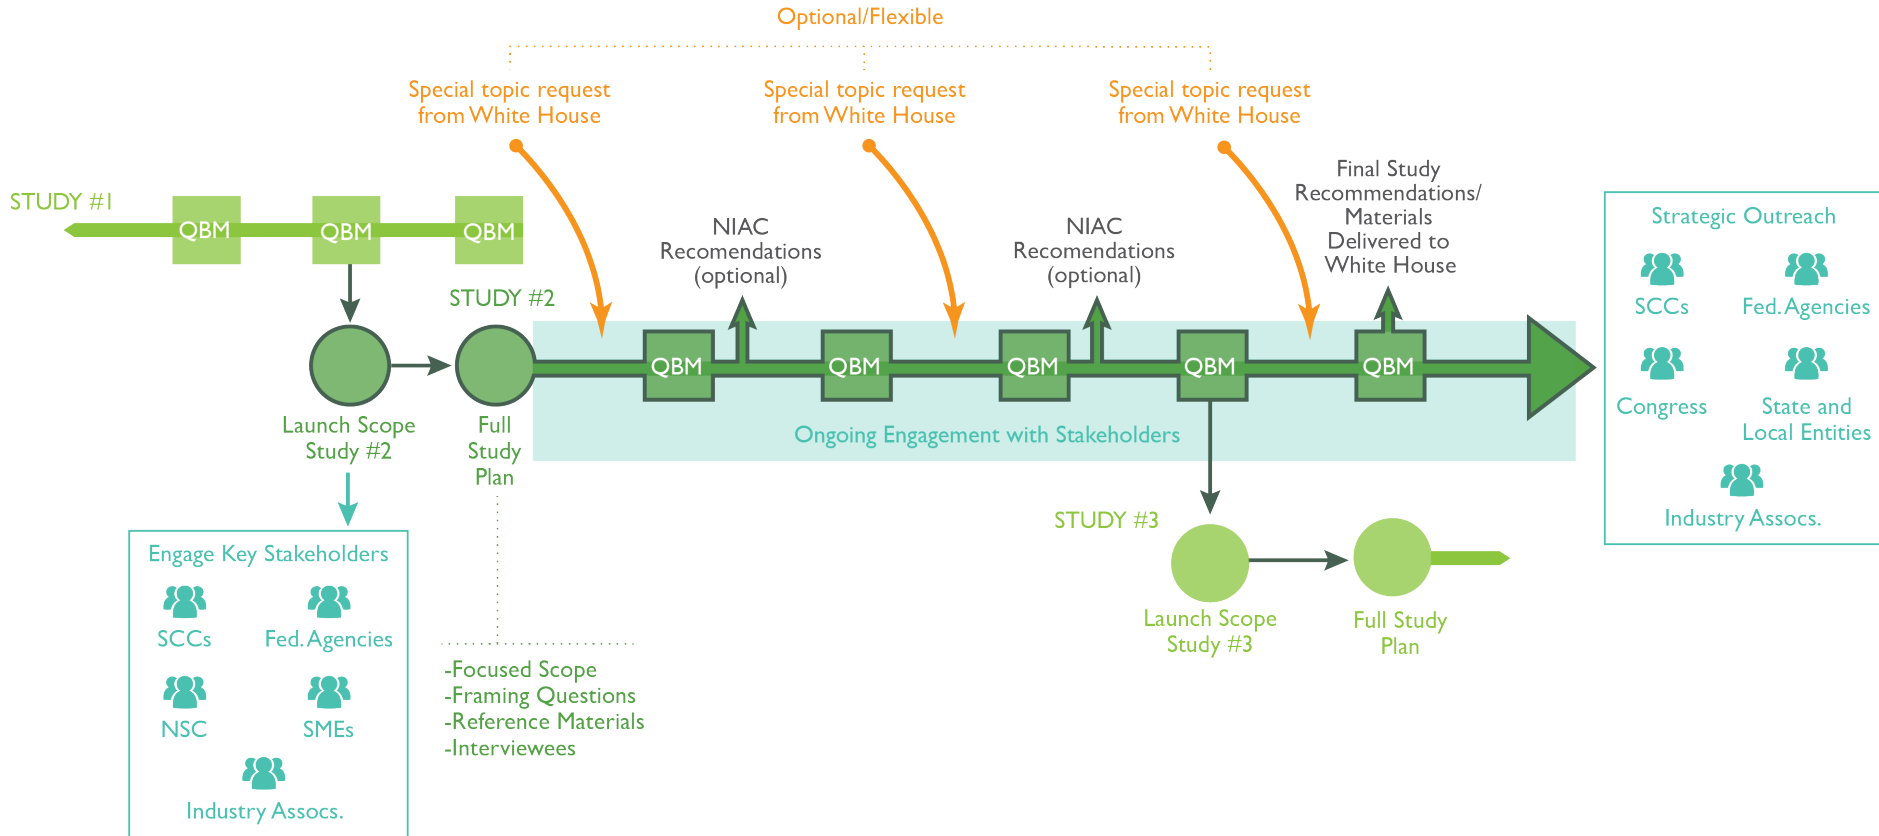 Optional/Flexible
Special topic request
from White House
Special topic request
from White House
Special topic request
from White House
STUDY #1
QBM
QBM
QBM
NIAC
Recomendations
(optional)
NIAC
Recomendations
(optional)
Final Study
Recommendations/
Materials
Delivered to
White House
STUDY #2
Launch Scope
Study #2
Full
Study
Plan
QBM
QBM
QBM
QBM
QBM
Ongoing Engagement with Stakeholders
Strategic Outreach
SCCs
Fed. Agencies
Congress
State and
Local Entities
Industry Assocs.
Engage Key Stakeholders
SCCs
Fed. Agencies
NSC
SMEs
Industry Assocs.
-Focused Scope
-Framing Questions
-Reference Materials
-Interviewees
STUDY #3
Launch Scope
Study #3
Full Study
Plan